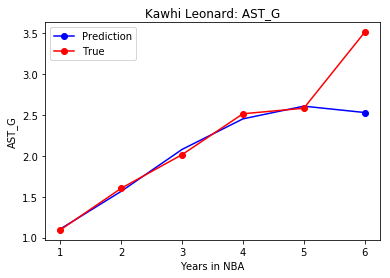 Kawhi Leonard: AST_G
Prediction
True
AST_G
3.5
3.0
2.5
2.0
1.5
1.0
1 2 3 4 5 6
Years in NBA